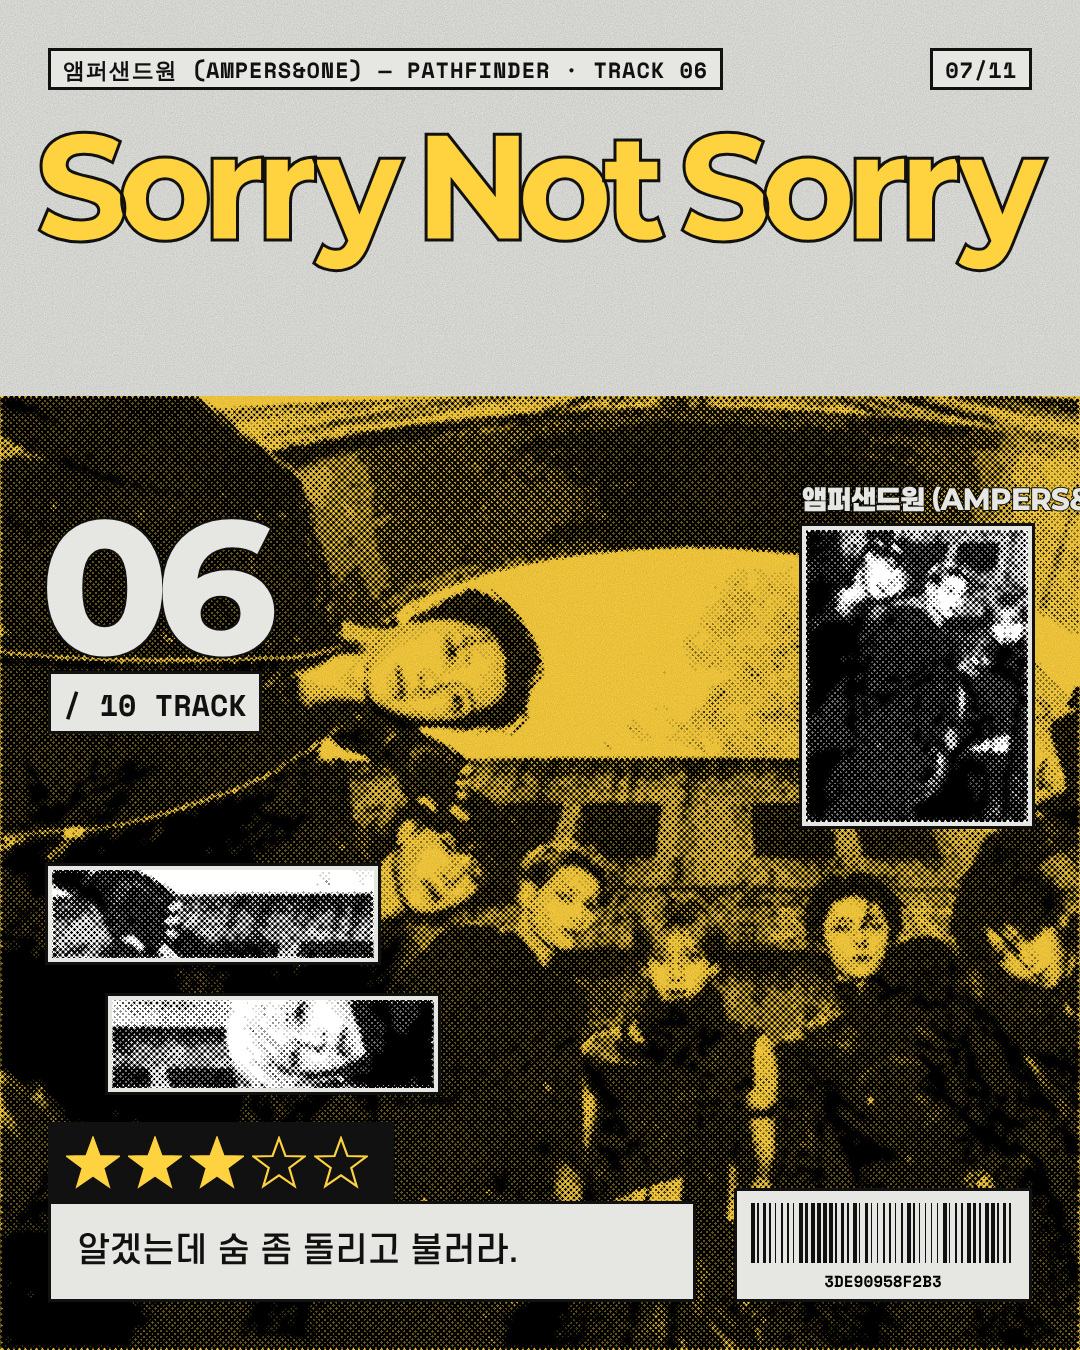 앰퍼샌드원 (AMPERS&ONE) — PATHFINDER · TRACK 06
07/11
Sorry Not Sorry
앰퍼샌드원 (AMPERS&
06
/ 10 TRACK
알겠는데 숨 좀 돌리고 불러라.
3DE90958F2B3